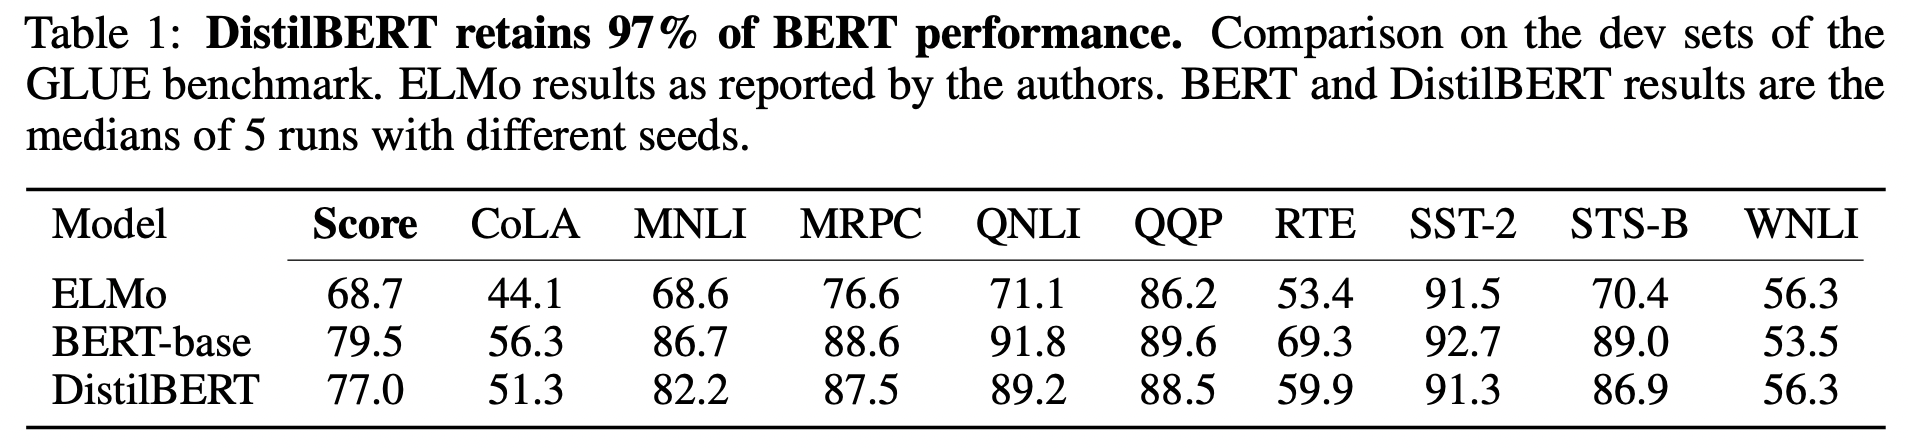 Table 1: DistilBERT retains 97% of BERT performance. Comparison on the dev sets of the
GLUE benchmark. ELMo results as reported by the authors. BERT and DistilBERT results are the
medians of 5 runs with different seeds.
Model Score CoLA MNLI MRPC QNLI QQP RTE SST-2 STS-B WNLI
ELMo 68.7 44.1 68.6 76.6 71.1 86.2 53.4 91.5 70.4 56.3
BERT-base 79.5 56.3 86.7 88.6 91.8 89.6 69.3 92.7 89.0 53.5
DistilBERT 77.0 51.3 82.2 87.5 89.2 88.5 59.9 91.3 86.9 56.3